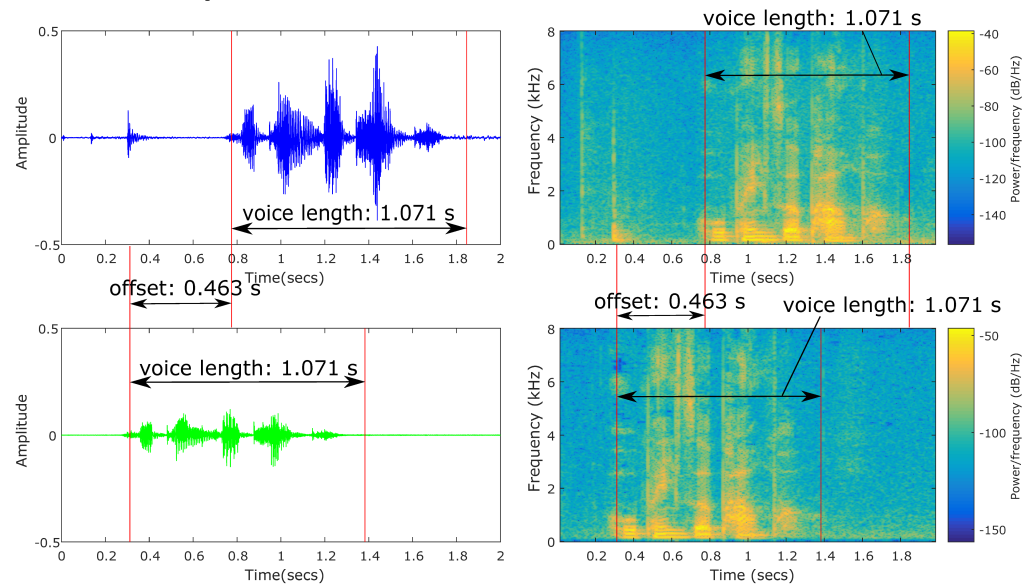 voice length: 1.071 s
0.5
0
-0.5
Amplitude
voice length: 1.071 s
0 0.2 0.4 0.6 0.8 1 1.2 1.4 1.6 1.8 2
Time(secs)
8
6
4
2
0
Frequency (kHz)
0.2 0.4 0.6 0.8 1 1.2 1.4 1.6 1.8
Time (secs)
-40
-60
-80
-100
-120
-140
Power/frequency (dB/Hz)
offset: 0.463 s
offset: 0.463 s
voice length: 1.071 s
0.5
0
-0.5
Amplitude
voice length: 1.071 s
0 0.2 0.4 0.6 0.8 1 1.2 1.4 1.6 1.8 2
Time(secs)
8
6
4
2
0
Frequency (kHz)
0.2 0.4 0.6 0.8 1 1.2 1.4 1.6 1.8
Time (secs)
-50
-100
-150
Power/frequency (dB/Hz)